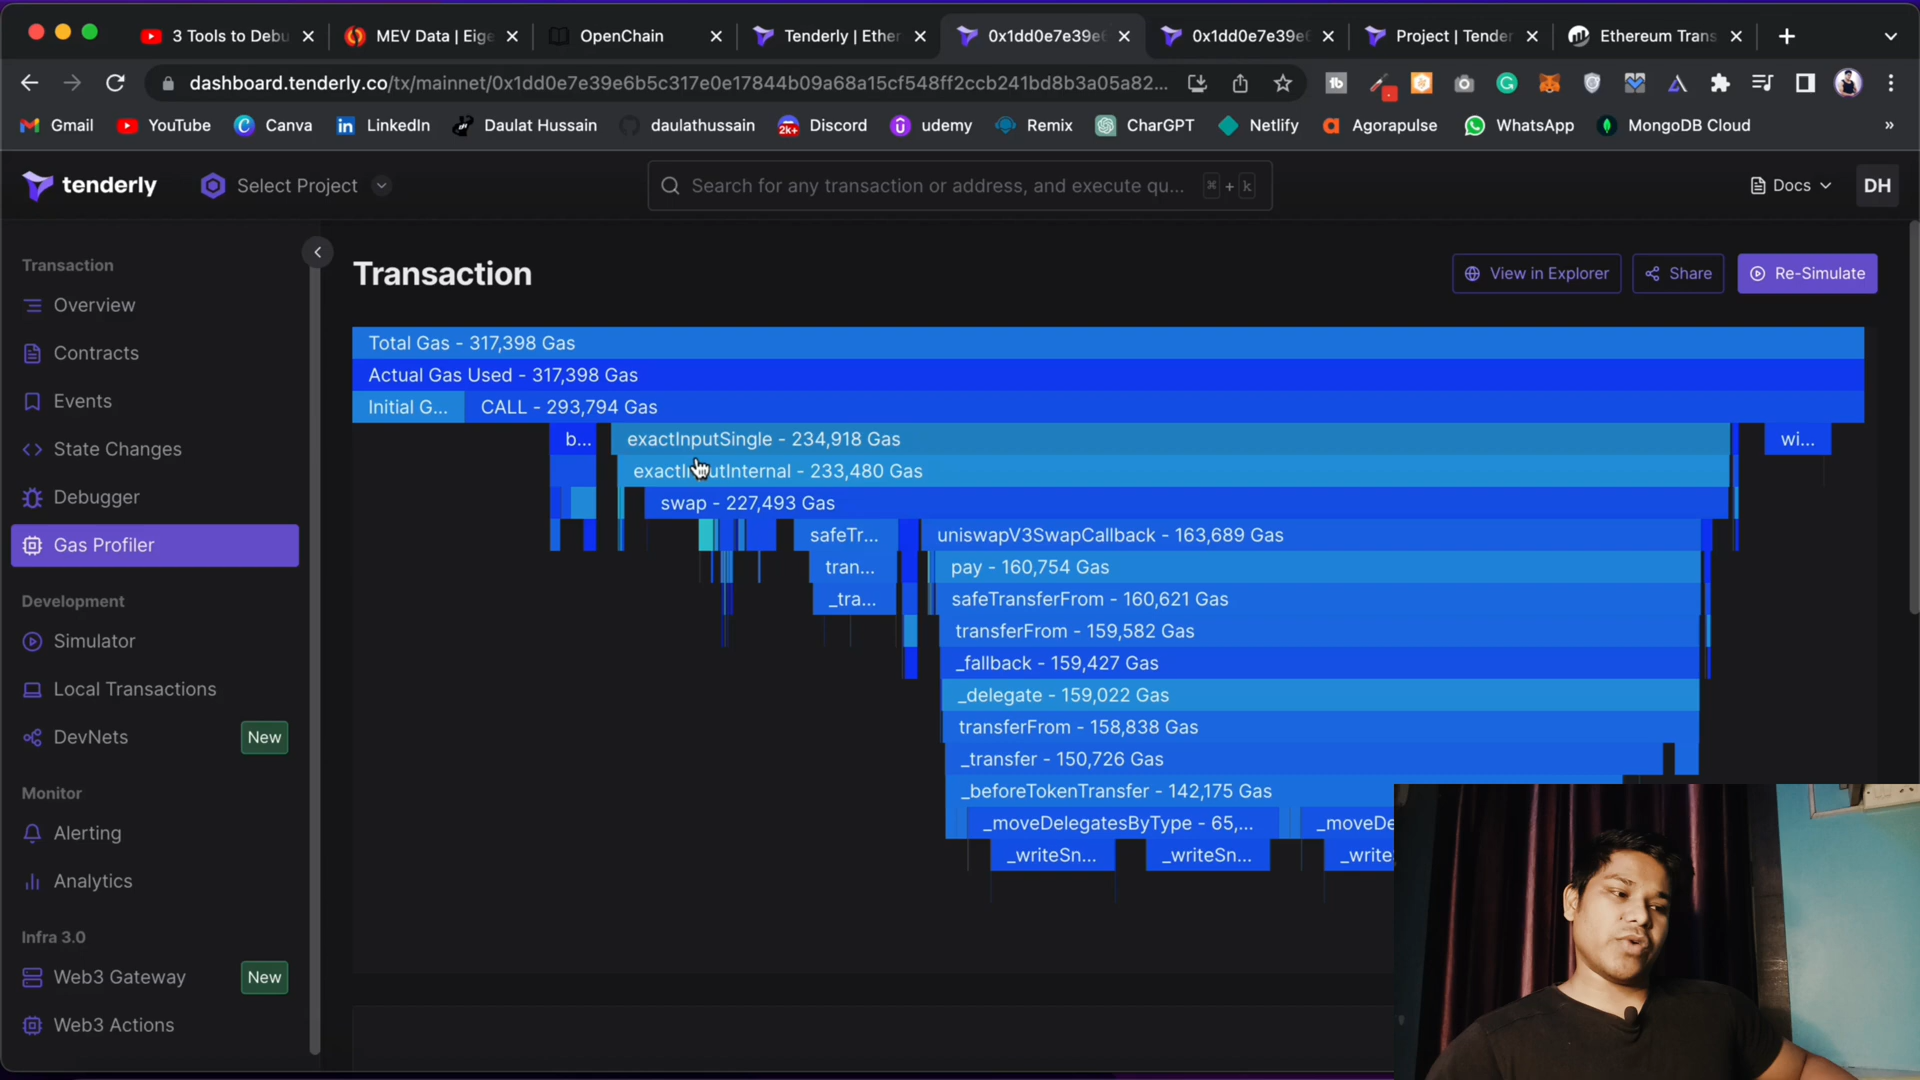 3 Tools to Debu
MEV Data | Eige
OpenChain
Tenderly | Ether
0x1dd0e7e39e6
0x1dd0e7e39e6
Project | Tender
Ethereum Trans
dashboard.tenderly.co/tx/mainnet/0x1dd0e7e39e6b5c317e0e17844b09a68a15cf548ff2ccb241bd8b3a05a82...
Gmail
YouTube
Canva
LinkedIn
Daulat Hussain
daulathussain
Discord
udemy
Remix
CharGPT
Netlify
Agorapulse
WhatsApp
MongoDB Cloud
»
tenderly
Select Project
Search for any transaction or address, and execute qu...
⌘ + k
Docs
DH
Transaction
Overview
Contracts
Events
State Changes
Debugger
Gas Profiler
Development
Simulator
Local Transactions
DevNets
New
Monitor
Alerting
Analytics
Infra 3.0
Web3 Gateway
New
Web3 Actions
Transaction
View in Explorer
Share
Re-Simulate
Total Gas - 317,398 Gas
Actual Gas Used - 317,398 Gas
Initial G...
CALL - 293,794 Gas
b...
exactInputSingle - 234,918 Gas
wi...
exactInputInternal - 233,480 Gas
swap - 227,493 Gas
safeTr...
uniswapV3SwapCallback - 163,689 Gas
tran...
pay - 160,754 Gas
_tra...
safeTransferFrom - 160,621 Gas
transferFrom - 159,582 Gas
_fallback - 159,427 Gas
_delegate - 159,022 Gas
transferFrom - 158,838 Gas
_transfer - 150,726 Gas
_beforeTokenTransfer - 142,175 Gas
_moveDelegatesByType - 65,...
_moveDe
_writeSn...
_writeSn...
_write